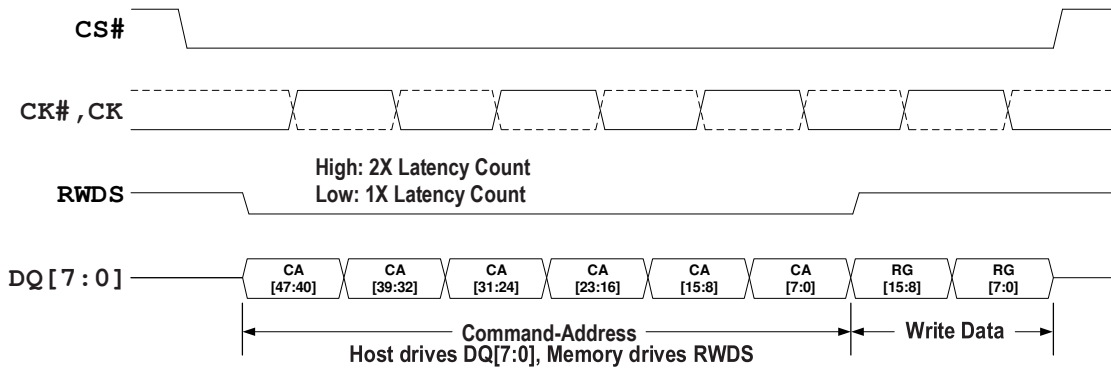 CS#
CK#,CK
High: 2X Latency Count
Low: 1X Latency Count
RWDS
DQ[7:0]
CA
[47:40]
CA
[39:32]
CA
[31:24]
CA
[23:16]
CA
[15:8]
CA
[7:0]
RG
[15:8]
RG
[7:0]
Command-Address
Host drives DQ[7:0], Memory drives RWDS
Write Data